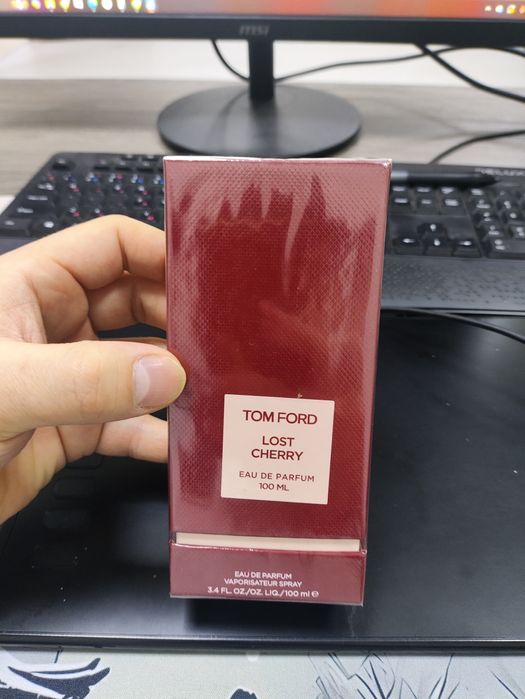 msi
TOM FORD
LOST
CHERRY
EAU DE PARFUM
100 ML
EAU DE PARFUM
VAPORISATEUR SPRAY
3.4 FL. OZ./OZ. LIQ./100 ml e